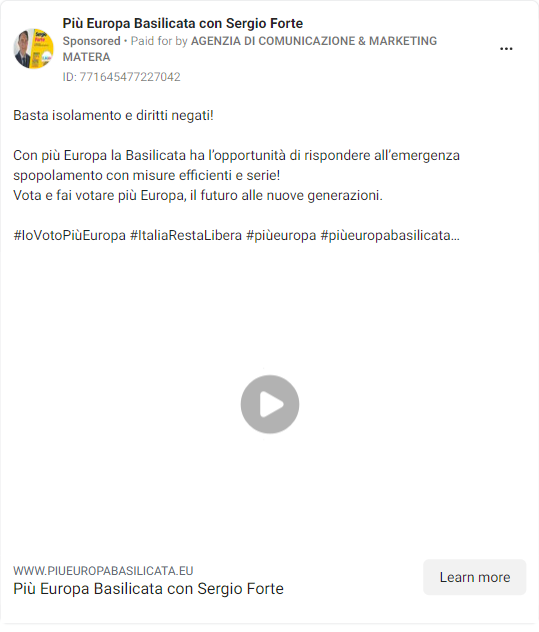 Più Europa Basilicata con Sergio Forte
Sponsored • Paid for by AGENZIA DI COMUNICAZIONE & MARKETING
MATERA
ID: 771645477227042
Basta isolamento e diritti negati!
Con più Europa la Basilicata ha l'opportunità di rispondere all'emergenza
spopolamento con misure efficienti e serie!
Vota e fai votare più Europa, il futuro alle nuove generazioni.
#IoVotoPiùEuropa #ItaliaRestaLibera #piùeuropa #piùeuropabasilicata...
WWW.PIUEUROPABASILICATA.EU
Più Europa Basilicata con Sergio Forte
Learn more